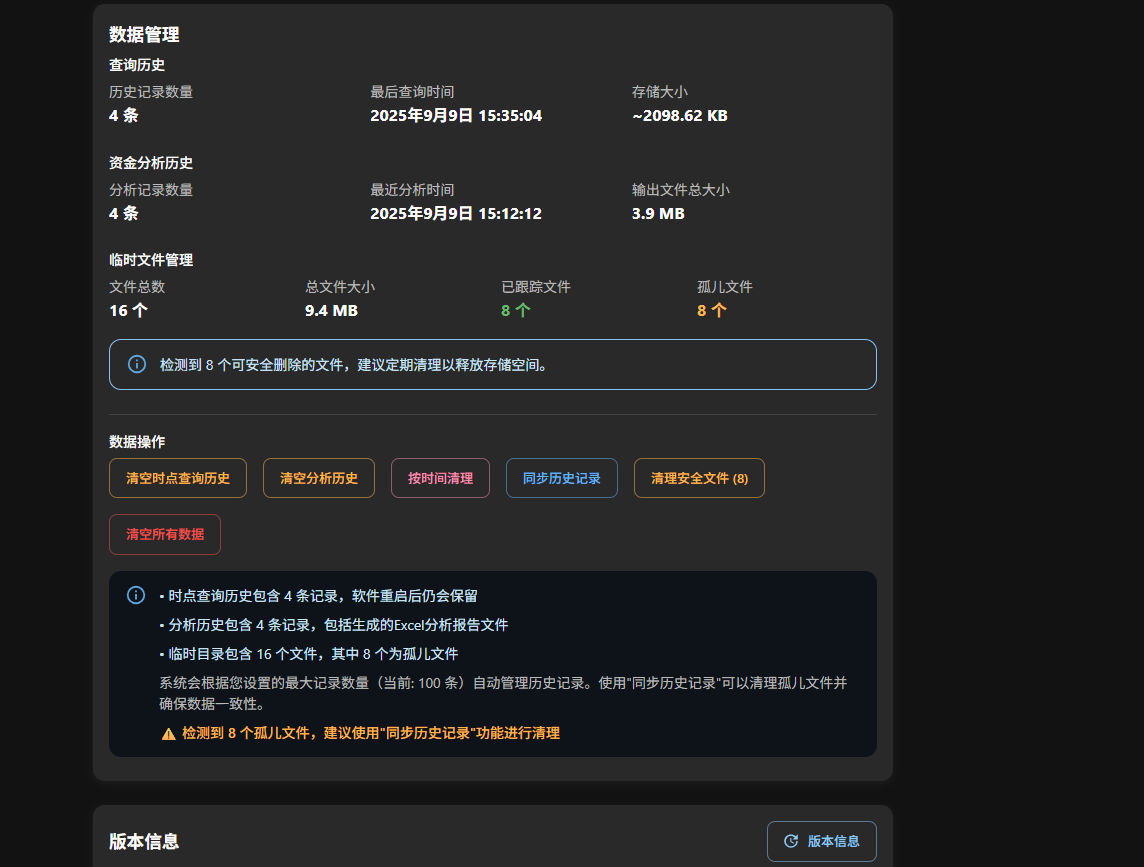 数据管理
查询历史
历史记录数量 最后查询时间 存储大小
4 条 2025年9月9日 15:35:04 ~2098.62 KB
资金分析历史
分析记录数量 最近分析时间 输出文件总大小
4 条 2025年9月9日 15:12:12 3.9 MB
临时文件管理
文件总数 总文件大小 已跟踪文件 孤儿文件
16 个 9.4 MB 8 个 8 个
检测到 8 个可安全删除的文件，建议定期清理以释放存储空间。
数据操作
清空时点查询历史 清空分析历史 按时间清理 同步历史记录 清理安全文件 (8)
清空所有数据
• 时点查询历史包含 4 条记录，软件重启后仍会保留
• 分析历史包含 4 条记录，包括生成的Excel分析报告文件
• 临时目录包含 16 个文件，其中 8 个为孤儿文件
系统会根据您设置的最大记录数量（当前: 100 条）自动管理历史记录。使用"同步历史记录"可以清理孤儿文件并
确保数据一致性。
检测到 8 个孤儿文件，建议使用"同步历史记录"功能进行清理
版本信息 版本信息